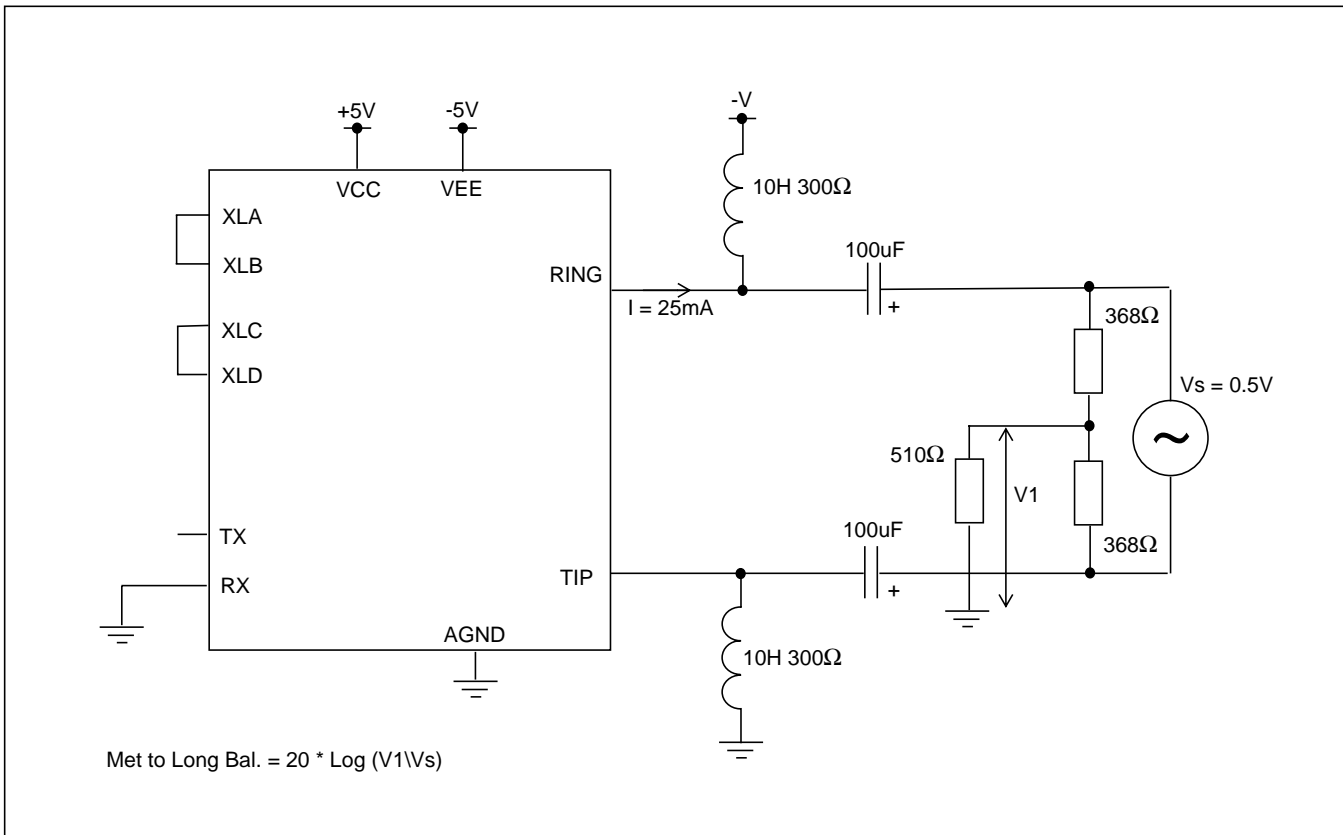 +5V
-5V
-V
VCC
VEE
XLA
XLB
XLC
XLD
TX
RX
AGND
RING
TIP
I = 25mA
10H 300Ω
100uF
+
368Ω
Vs = 0.5V
~
510Ω
V1
368Ω
100uF
+
10H 300Ω
Met to Long Bal. = 20 * Log (V1\Vs)